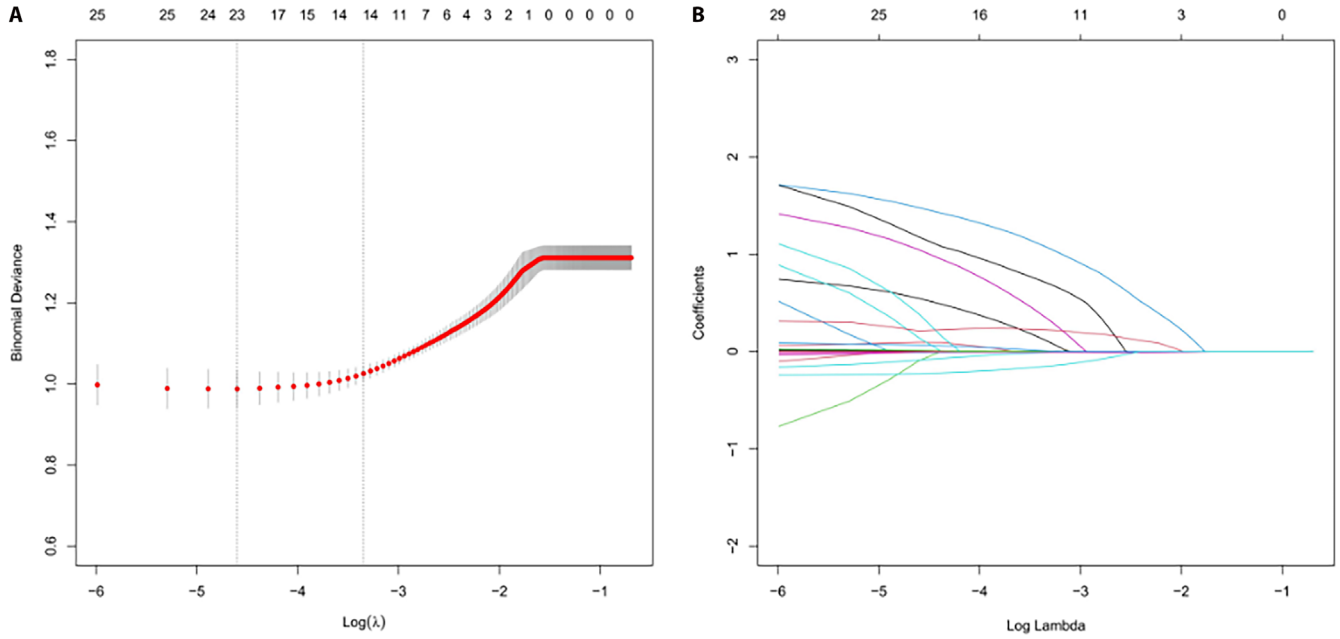 A
25 25 24 23 17 15 14 14 11 7 6 4 3 2 1 0 0 0 0 0
1.8
1.6
1.4
1.2
1.0
0.8
0.6
Binomial Deviance
−6 −5 −4 −3 −2 −1
Log(λ)
B
29 25 16 11 3 0
3
2
1
0
−1
−2
Coefficients
−6 −5 −4 −3 −2 −1
Log Lambda